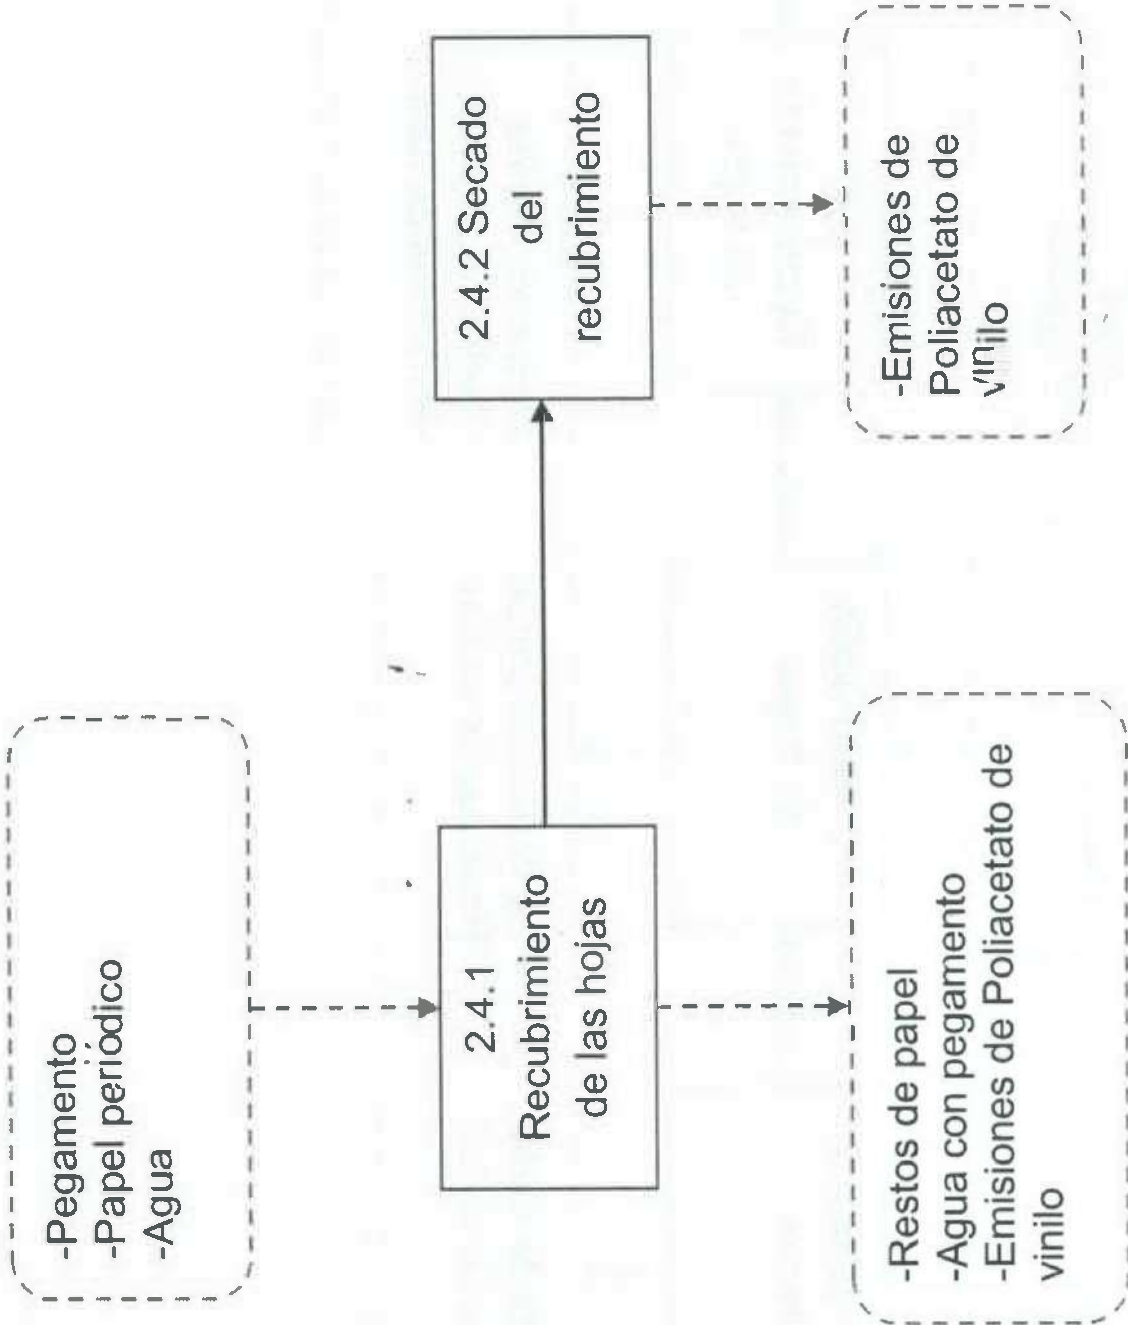 -Pegamento
-Papel periódico
-Agua
2.4.1
Recubrimiento
de las hojas
2.4.2 Secado
del
recubrimiento
-Restos de papel
-Agua con pegamento
-Emisiones de Poliacetato de
vinilo
-Emisiones de
Poliacetato de
vinilo